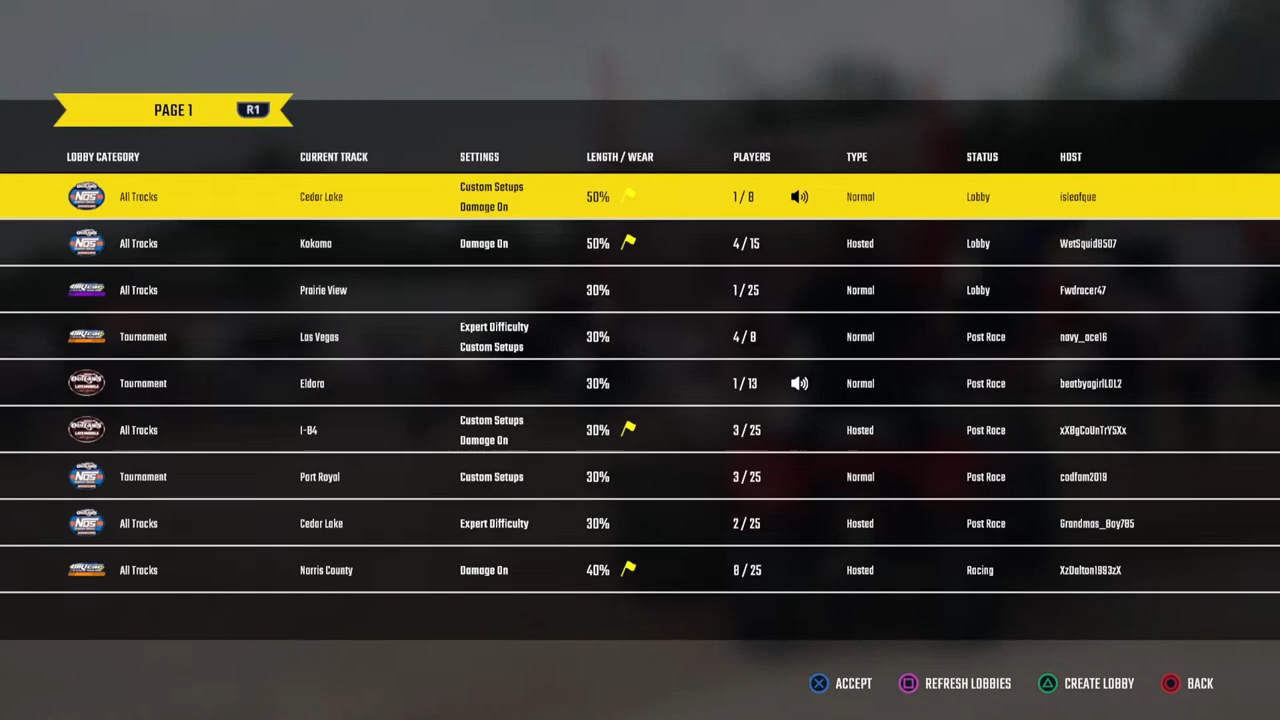 PAGE 1 R1
LOBBY CATEGORY CURRENT TRACK SETTINGS LENGTH / WEAR PLAYERS TYPE STATUS HOST
NOS All Tracks Cedar Lake Custom Setups Damage On 50% 1 / 8 Normal Lobby isleofque
NOS All Tracks Kokomo Damage On 50% 4 / 15 Hosted Lobby WetSquid8507
All Tracks Prairie View 30% 1 / 25 Normal Lobby Fwdracer47
Tournament Las Vegas Expert Difficulty Custom Setups 30% 4 / 8 Normal Post Race navy_ace16
OUTLAWS Tournament Eldora 30% 1 / 13 Normal Post Race beatbyagirlLOL2
OUTLAWS All Tracks I-84 Custom Setups Damage On 30% 3 / 25 Hosted Post Race xXBgCoUnTrY5Xx
NOS Tournament Port Royal Custom Setups 30% 3 / 25 Normal Post Race codfam2019
NOS All Tracks Cedar Lake Expert Difficulty 30% 2 / 25 Hosted Post Race Grandmas_Boy785
All Tracks Norris County Damage On 40% 8 / 25 Hosted Racing XzDalton1993zX
ACCEPT REFRESH LOBBIES CREATE LOBBY BACK